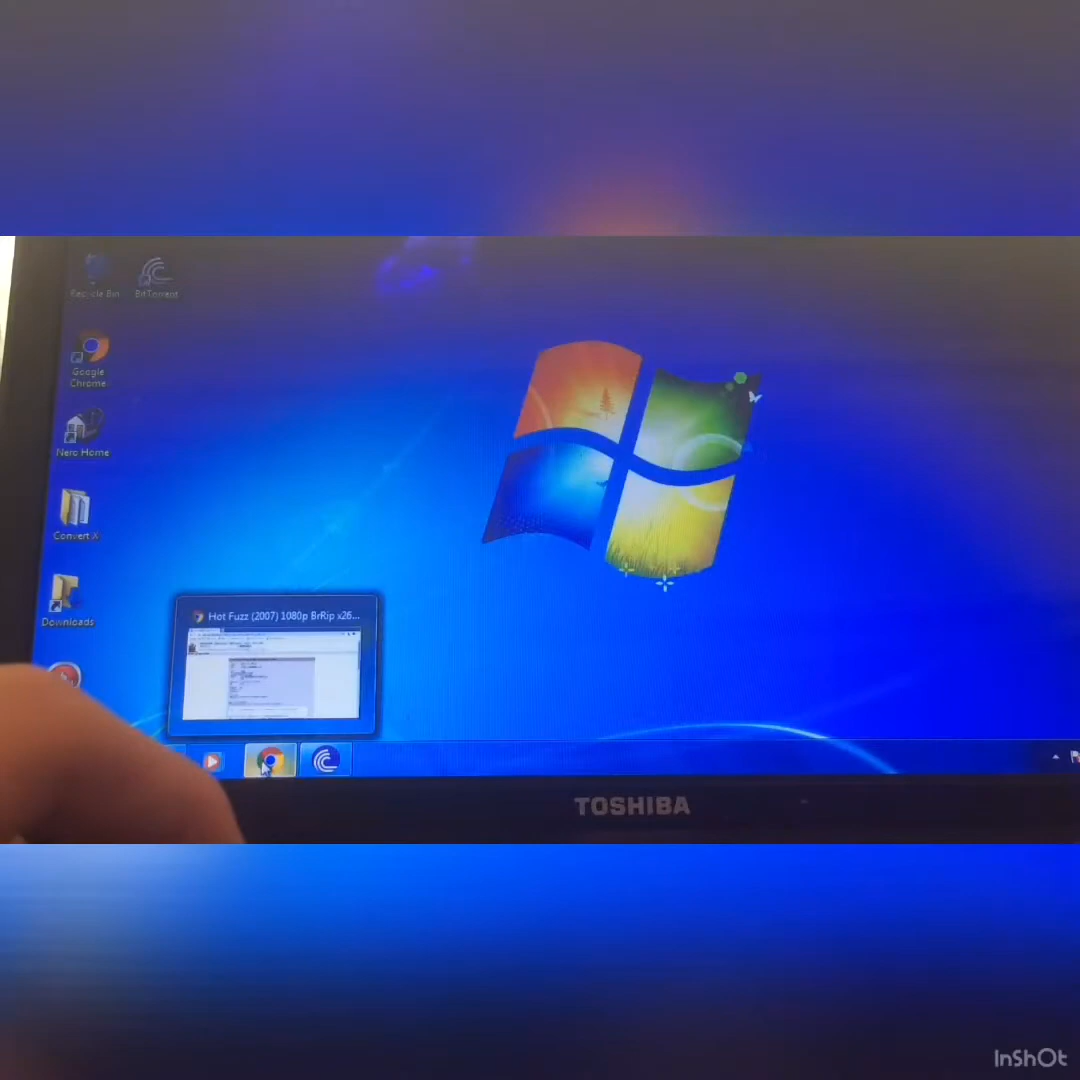 Recycle Bin
BitTorrent
Google
Chrome
Nero Home
Convert X
Downloads
Hot Fuzz (2007) 1080p BrRip x26...
TOSHIBA
InShOt